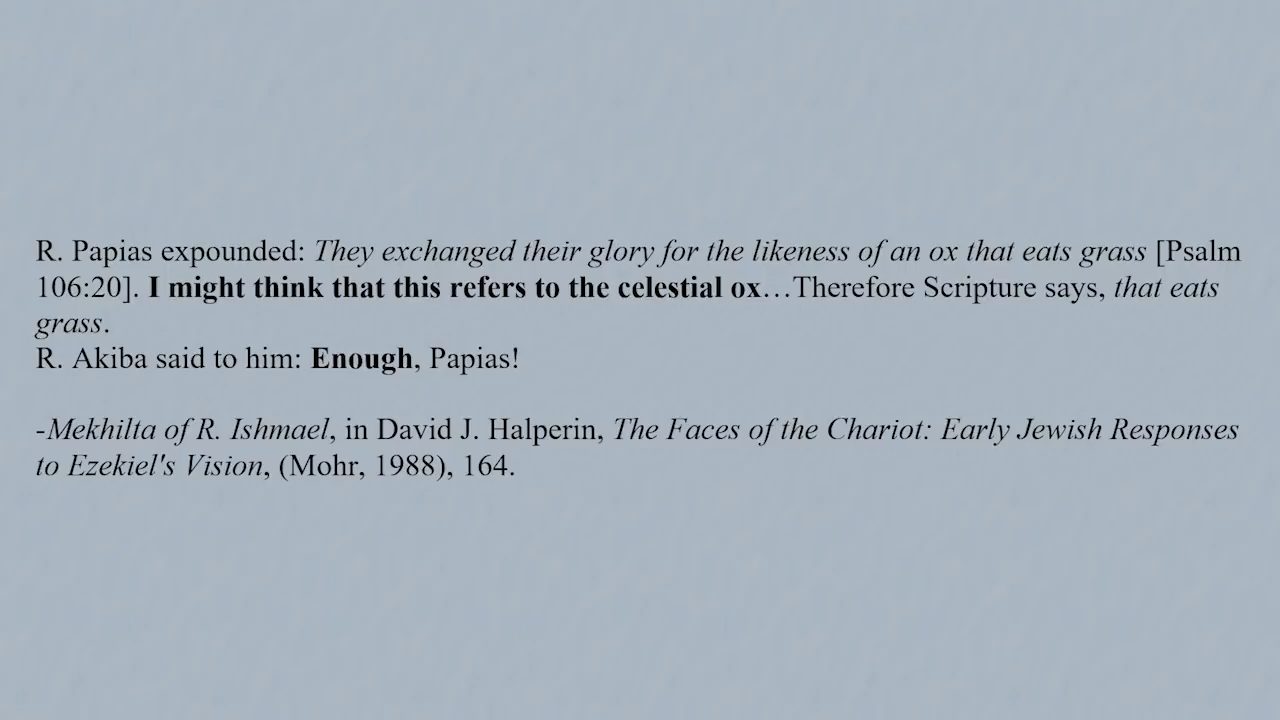 R. Papias expounded: They exchanged their glory for the likeness of an ox that eats grass [Psalm
106:20]. I might think that this refers to the celestial ox…Therefore Scripture says, that eats
grass.
R. Akiba said to him: Enough, Papias!
-Mekhilta of R. Ishmael, in David J. Halperin, The Faces of the Chariot: Early Jewish Responses
to Ezekiel's Vision, (Mohr, 1988), 164.